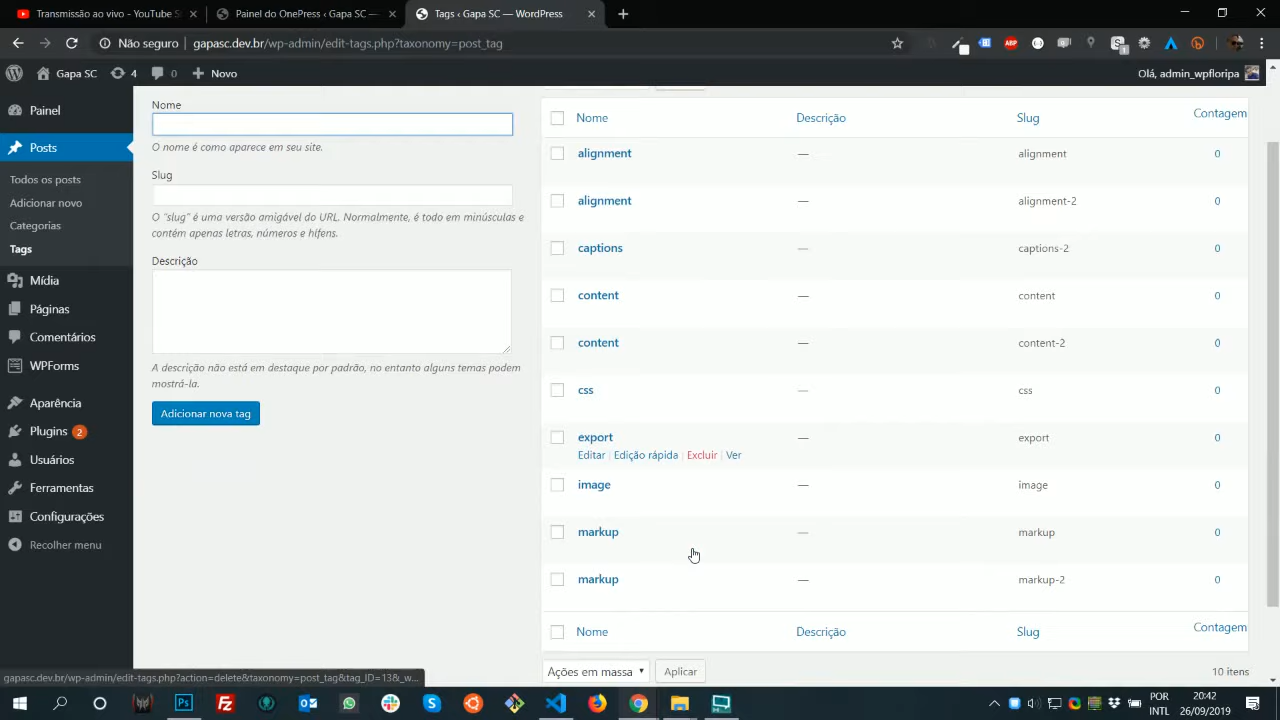 Transmissão ao vivo - YouTube S
Painel do OnePress ‹ Gapa SC —
Tags ‹ Gapa SC — WordPress
Não seguro
gapasc.dev.br/wp-admin/edit-tags.php?taxonomy=post_tag
ABP
Gapa SC
4
0
Novo
Olá, admin_wpfloripa
Painel
Posts
Todos os posts
Adicionar novo
Categorias
Tags
Mídia
Páginas
Comentários
WPForms
Aparência
Plugins 2
Usuários
Ferramentas
Configurações
Recolher menu
Nome
O nome é como aparece em seu site.
Slug
O "slug" é uma versão amigável do URL. Normalmente, é todo em minúsculas e
contém apenas letras, números e hífens.
Descrição
A descrição não está em destaque por padrão, no entanto alguns temas podem
mostrá-la.
Adicionar nova tag
Nome Descrição Slug Contagem
alignment — alignment 0
alignment — alignment-2 0
captions — captions-2 0
content — content 0
content — content-2 0
css — css 0
export — export 0
Editar | Edição rápida | Excluir | Ver
image — image 0
markup — markup 0
markup — markup-2 0
Nome Descrição Slug Contagem
Ações em massa
Aplicar
10 itens
gapasc.dev.br/wp-admin/edit-tags.php?action=delete&taxonomy=post_tag&tag_ID=13&_w...
Ps
POR
INTL
20:42
26/09/2019